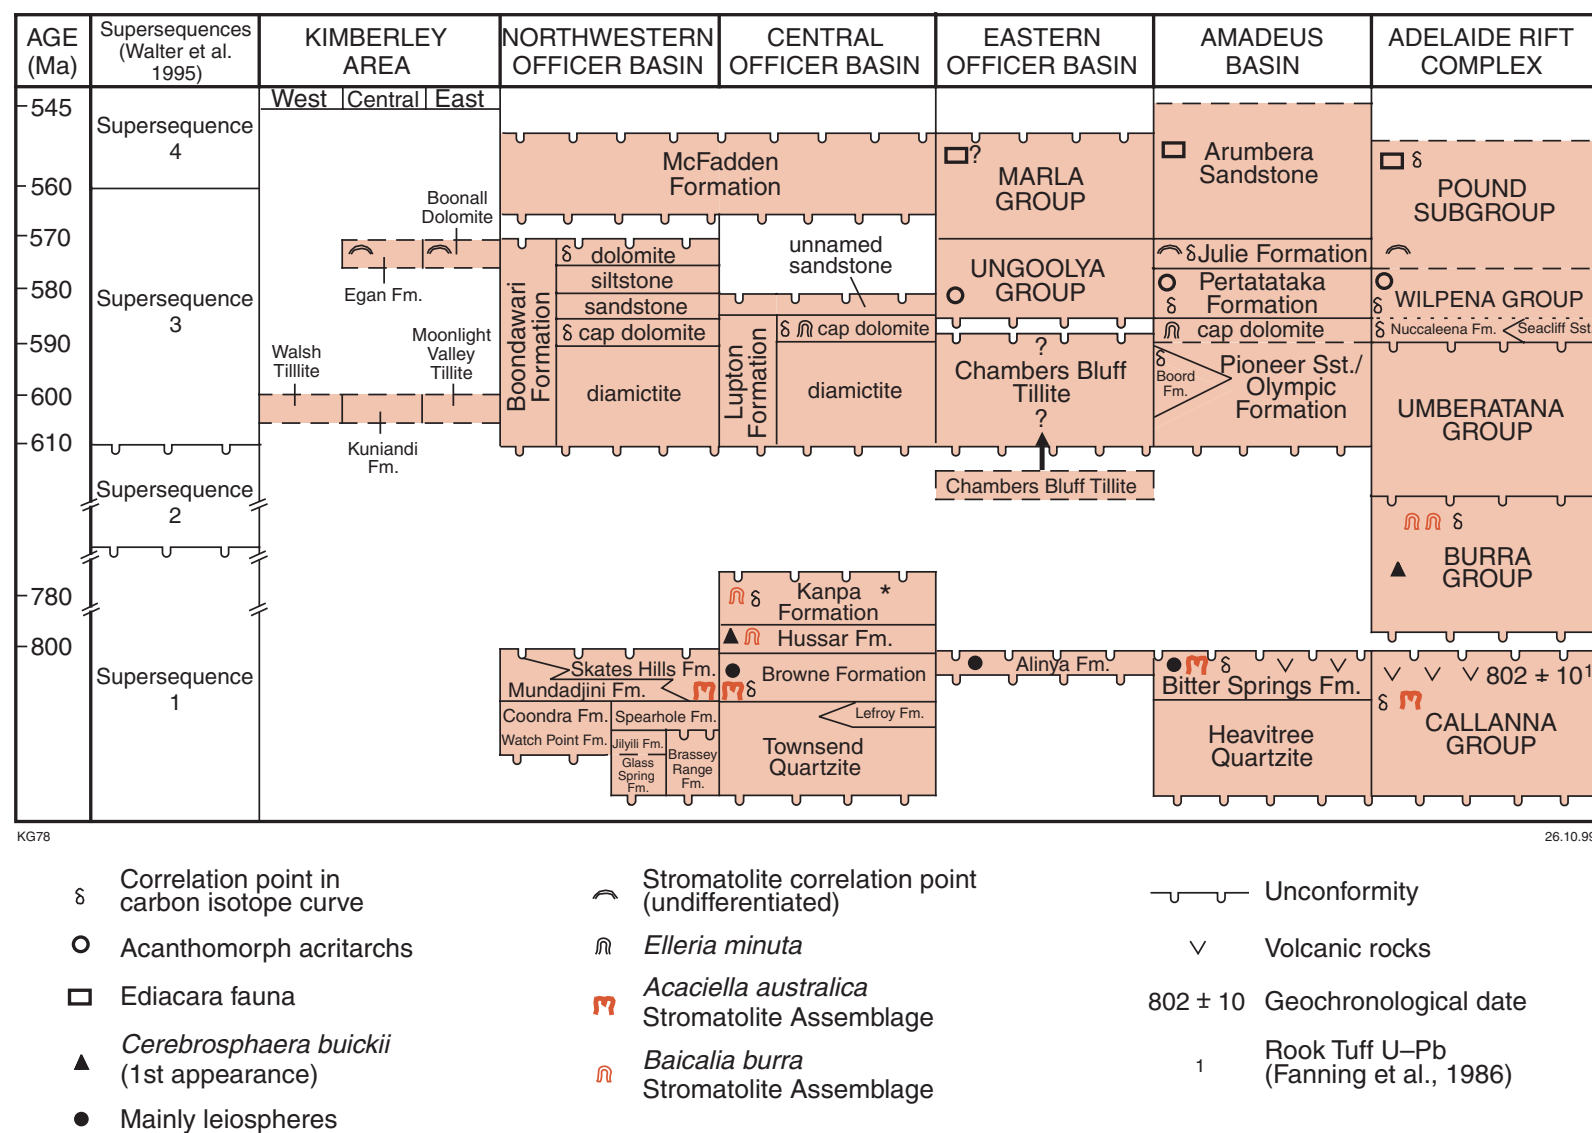 AGE
(Ma)
Supersequences
(Walter et al.
1995)
KIMBERLEY
AREA
NORTHWESTERN
OFFICER BASIN
CENTRAL
OFFICER BASIN
EASTERN
OFFICER BASIN
AMADEUS
BASIN
ADELAIDE RIFT
COMPLEX
West
Central
East
545
560
570
580
590
600
610
780
800
Supersequence
4
Supersequence
3
Supersequence
2
Supersequence
1
Boonall
Dolomite
Egan Fm.
Walsh
Tilllite
Moonlight
Valley
Tillite
Kuniandi
Fm.
McFadden
Formation
Boondawari
Formation
δ dolomite
siltstone
sandstone
δ cap dolomite
diamictite
Skates Hills Fm.
Mundadjini Fm.
Coondra Fm.
Watch Point Fm.
Spearhole Fm.
Jilyili Fm.
Glass
Spring
Fm.
Brassey
Range
Fm.
unnamed
sandstone
Lupton
Formation
δ cap dolomite
diamictite
δ Kanpa *
Formation
Hussar Fm.
Browne Formation
δ
Lefroy Fm.
Townsend
Quartzite
?
MARLA
GROUP
UNGOOLYA
GROUP
?
Chambers Bluff
Tillite
?
Chambers Bluff Tillite
Alinya Fm.
Arumbera
Sandstone
δ Julie Formation
Pertatataka
δ Formation
cap dolomite
δ
Boord
Fm.
Pioneer Sst./
Olympic
Formation
δ
Bitter Springs Fm.
Heavitree
Quartzite
δ
POUND
SUBGROUP
δ WILPENA GROUP
δ Nuccaleena Fm.
Seacliff Sst
UMBERATANA
GROUP
δ
BURRA
GROUP
802 ± 10¹
δ
CALLANNA
GROUP
KG78
26.10.99
δ Correlation point in
carbon isotope curve
Acanthomorph acritarchs
Ediacara fauna
Cerebrosphaera buickii
(1st appearance)
Mainly leiospheres
Stromatolite correlation point
(undifferentiated)
Elleria minuta
Acaciella australica
Stromatolite Assemblage
Baicalia burra
Stromatolite Assemblage
Unconformity
Volcanic rocks
802 ± 10 Geochronological date
1 Rook Tuff U–Pb
(Fanning et al., 1986)